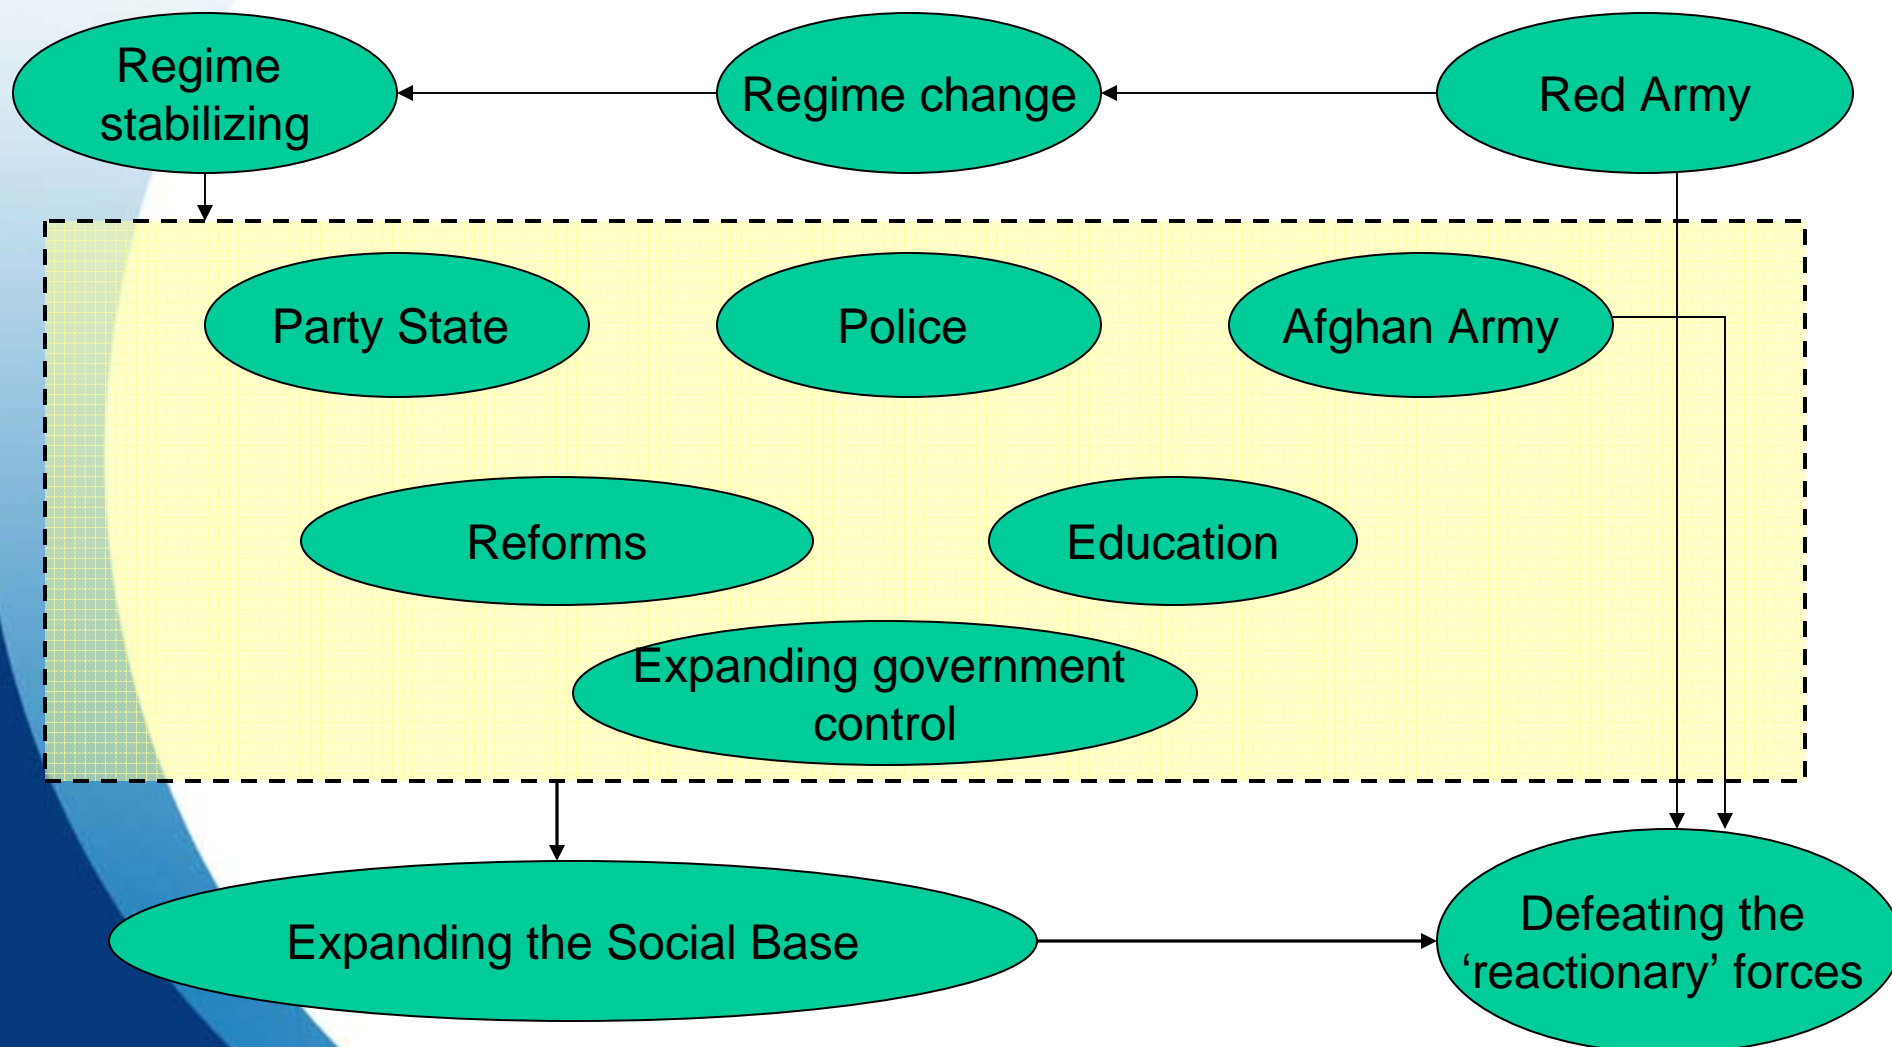 Regime
stabilizing
Regime change
Red Army
Party State
Police
Afghan Army
Reforms
Education
Expanding government
control
Expanding the Social Base
Defeating the
‘reactionary’ forces